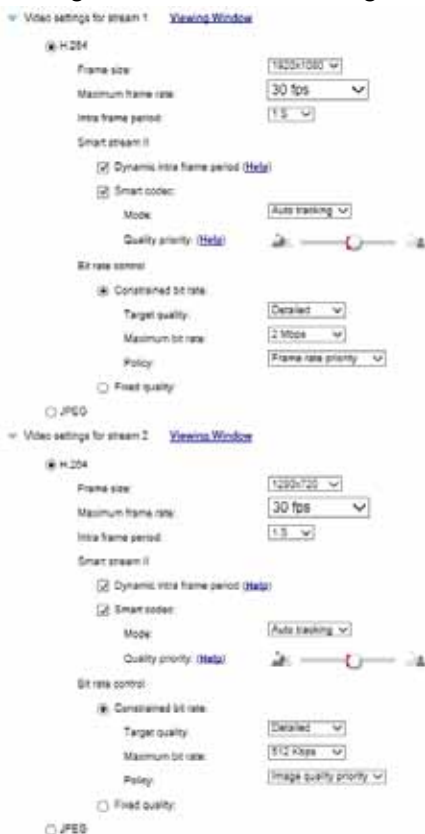 Video settings for stream 1 Viewing Window
H.264
Frame size: 1920x1080
Maximum frame rate: 30 fps
Intra frame period: 1 S
Smart stream II
Dynamic intra frame period (Help)
Smart codec:
Mode: Auto tracking
Quality priority: (Help)
Bit rate control
Constrained bit rate:
Target quality: Detailed
Maximum bit rate: 2 Mbps
Policy: Frame rate priority
Fixed quality:
JPEG
Video settings for stream 2 Viewing Window
H.264
Frame size: 1280x720
Maximum frame rate: 30 fps
Intra frame period: 1 S
Smart stream II
Dynamic intra frame period (Help)
Smart codec:
Mode: Auto tracking
Quality priority: (Help)
Bit rate control
Constrained bit rate:
Target quality: Detailed
Maximum bit rate: 512 Kbps
Policy: Image quality priority
Fixed quality:
JPEG